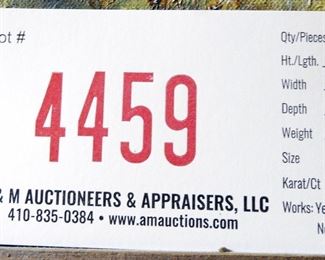 ot #
4459
& M AUCTIONEERS & APPRAISERS, LLC
410-835-0384 • www.amauctions.com
Qty/Pieces
Ht./Lgth.
Width
Depth
Weight
Size
Karat/Ct
Works: Ye